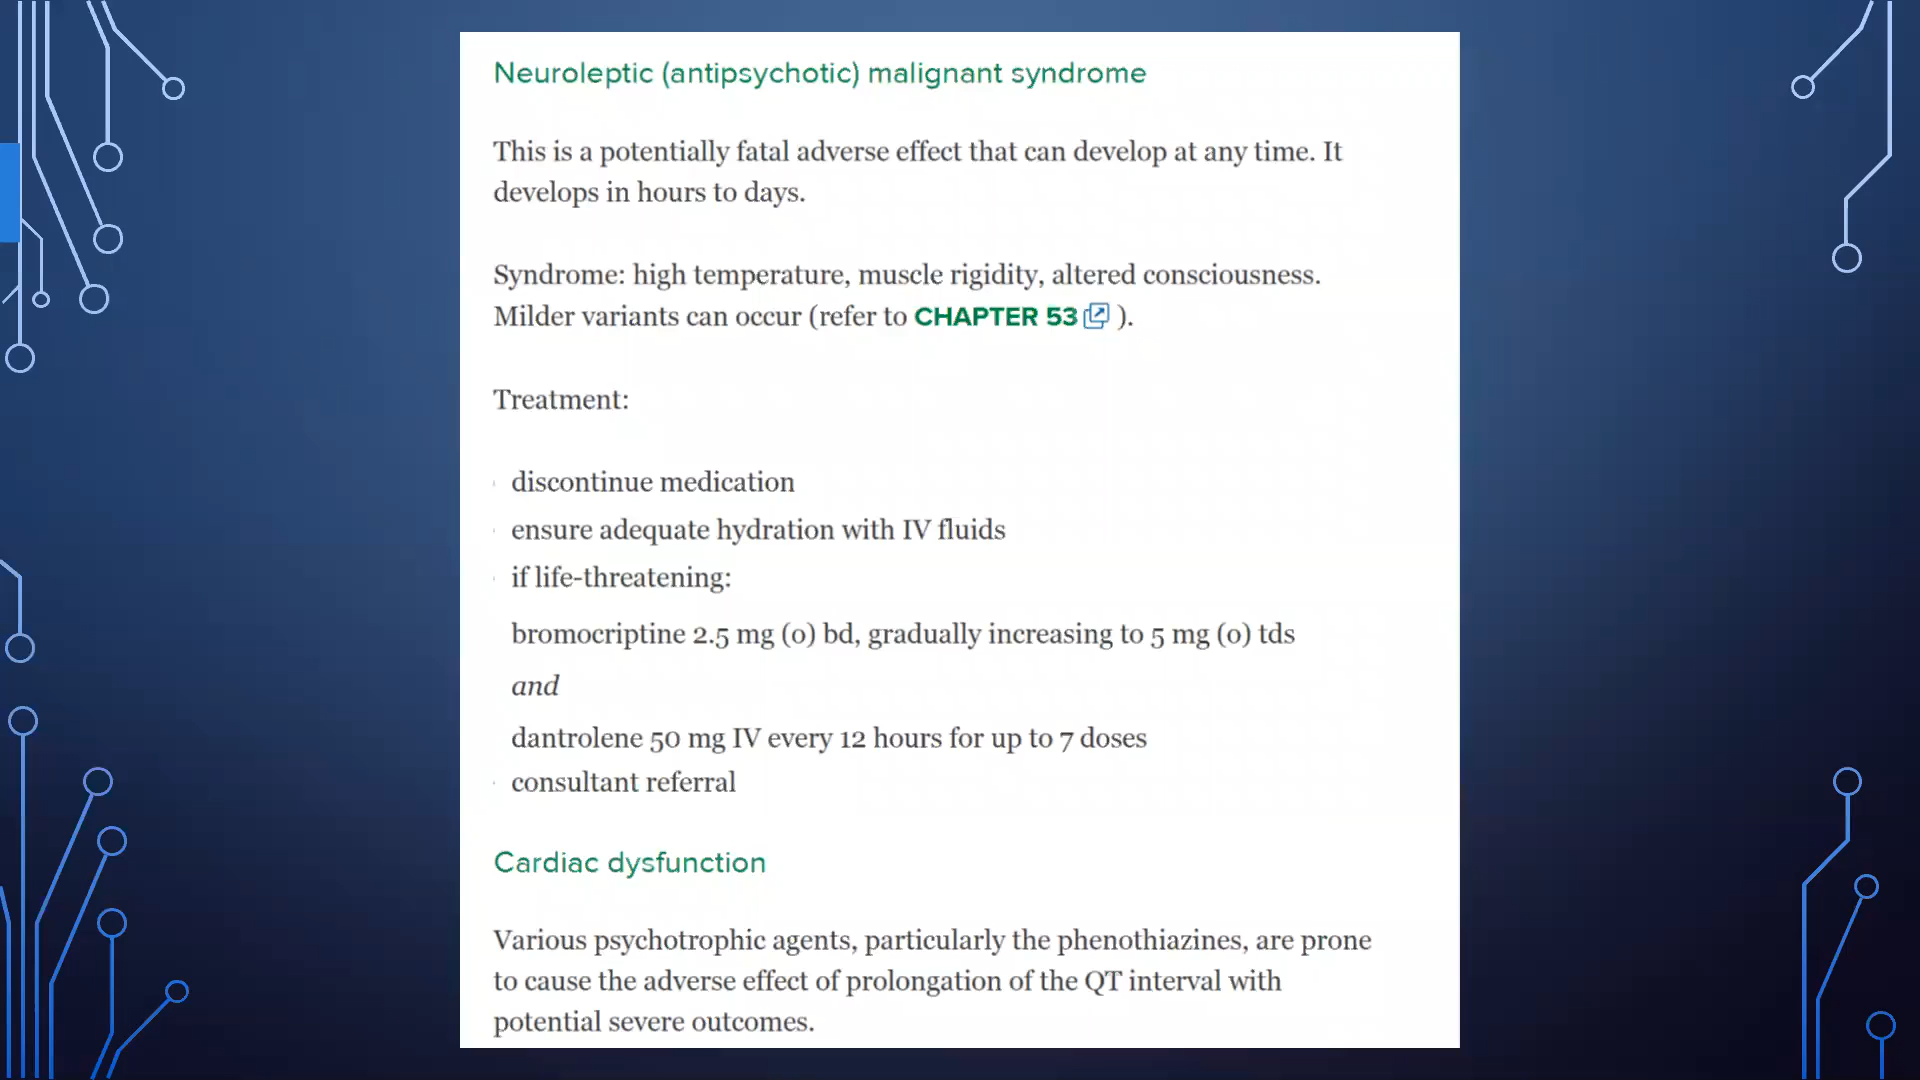 Neuroleptic (antipsychotic) malignant syndrome
This is a potentially fatal adverse effect that can develop at any time. It
develops in hours to days.
Syndrome: high temperature, muscle rigidity, altered consciousness.
Milder variants can occur (refer to CHAPTER 53 ).
Treatment:
discontinue medication
ensure adequate hydration with IV fluids
if life-threatening:
bromocriptine 2.5 mg (o) bd, gradually increasing to 5 mg (o) tds
and
dantrolene 50 mg IV every 12 hours for up to 7 doses
consultant referral
Cardiac dysfunction
Various psychotrophic agents, particularly the phenothiazines, are prone
to cause the adverse effect of prolongation of the QT interval with
potential severe outcomes.